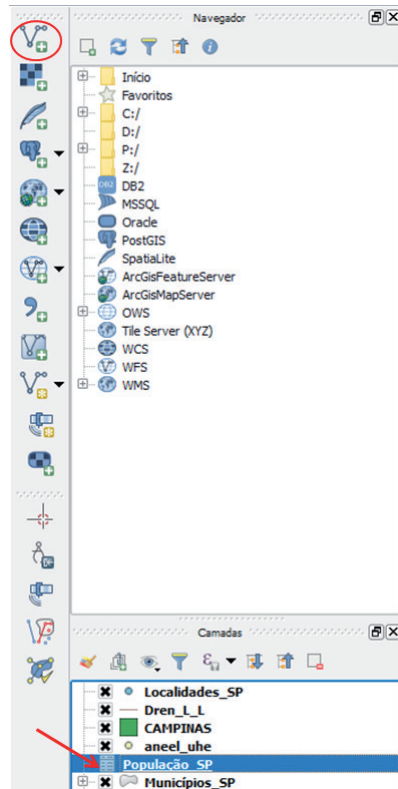 Navegador
Início
Favoritos
C:/
D:/
P:/
Z:/
DB2
DB2
MSSQL
Oracle
PostGIS
SpatiaLite
ArcGisFeatureServer
ArcGisMapServer
OWS
Tile Server (XYZ)
WCS
WFS
WMS
Camadas
Localidades_SP
Dren_L_L
CAMPINAS
aneel_uhe
População_SP
Municípios_SP